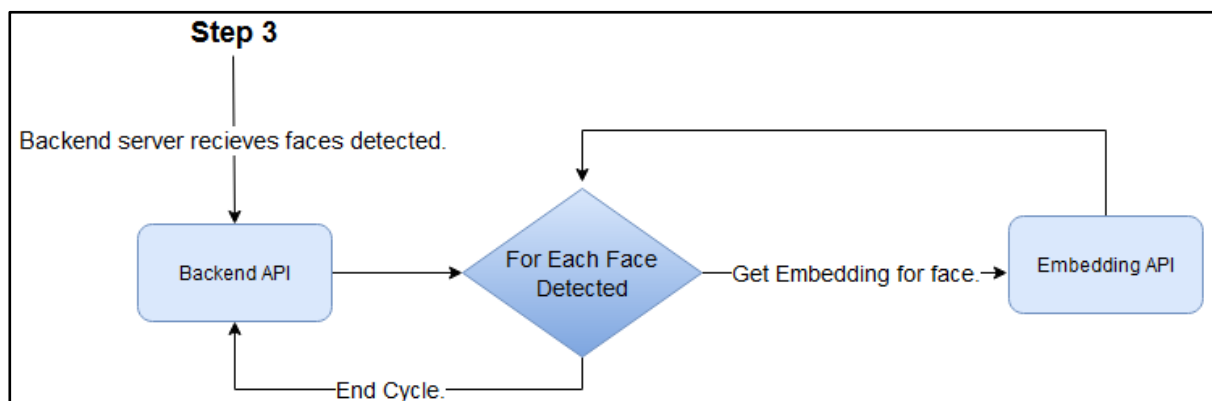 Step 3
Backend server recieves faces detected.
Backend API
For Each Face
Detected
Get Embedding for face.
Embedding API
End Cycle.